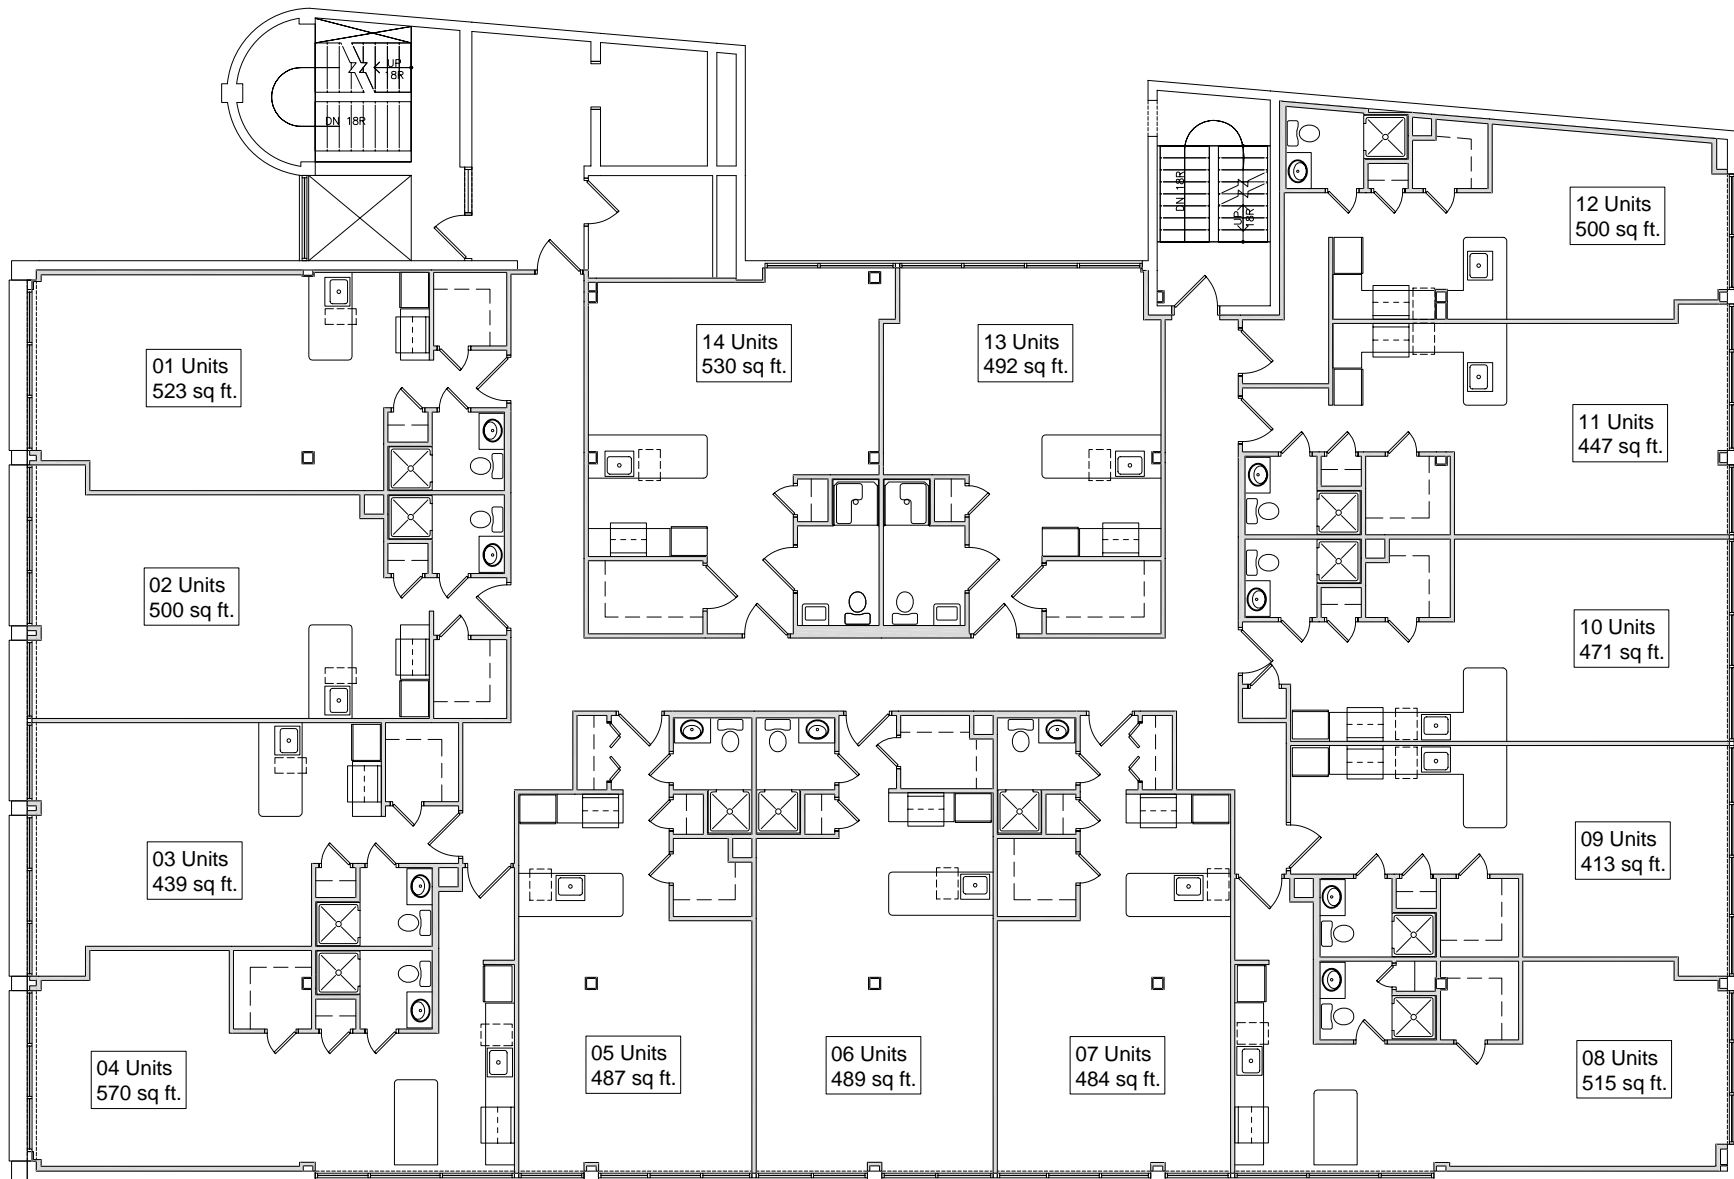 UP
18R
DN 18R
DN 18R
UP
18R
12 Units
500 sq ft.
01 Units
523 sq ft.
14 Units
530 sq ft.
13 Units
492 sq ft.
11 Units
447 sq ft.
02 Units
500 sq ft.
10 Units
471 sq ft.
03 Units
439 sq ft.
09 Units
413 sq ft.
04 Units
570 sq ft.
05 Units
487 sq ft.
06 Units
489 sq ft.
07 Units
484 sq ft.
08 Units
515 sq ft.